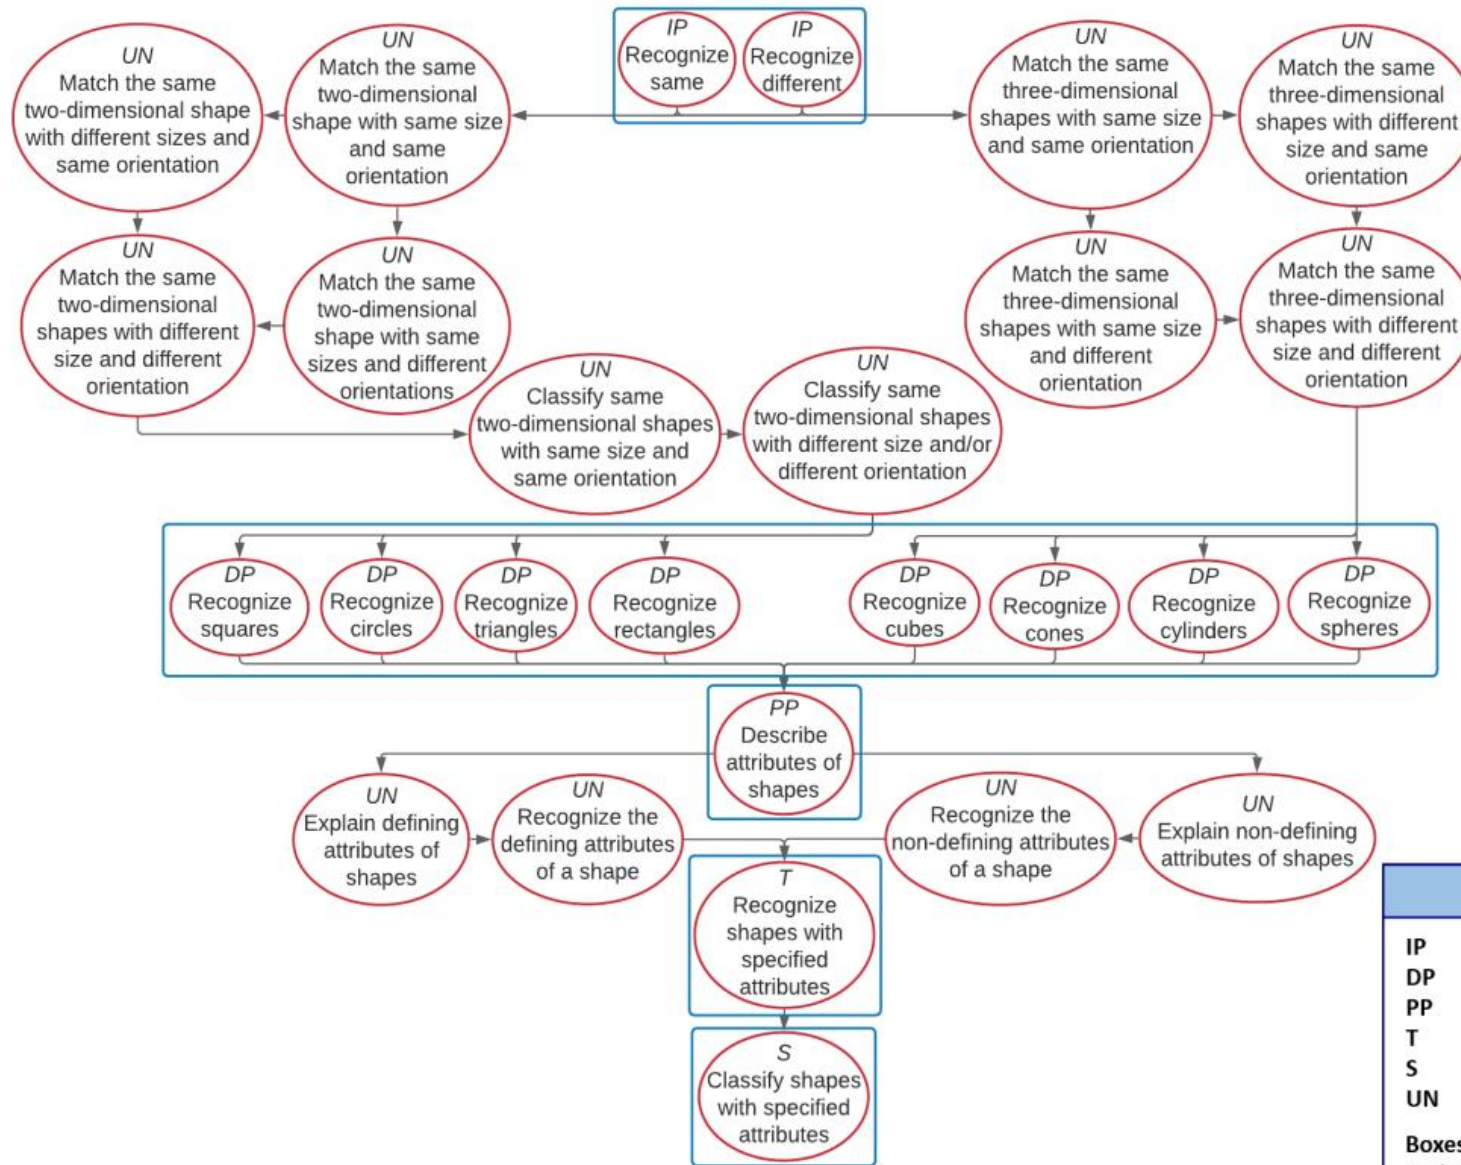 UN
Match the same
two-dimensional shape
with different sizes and
same orientation
UN
Match the same
two-dimensional
shape with same size
and same
orientation
IP
Recognize
same
IP
Recognize
different
UN
Match the same
three-dimensional
shapes with same size
and same orientation
UN
Match the same
three-dimensional
shapes with different
size and same
orientation
UN
Match the same
two-dimensional
shapes with different
size and different
orientation
UN
Match the same
two-dimensional
shape with same
sizes and different
orientations
UN
Match the same
three-dimensional
shapes with same size
and different
orientation
UN
Match the same
three-dimensional
shapes with different
size and different
orientation
UN
Classify same
two-dimensional shapes
with same size and
same orientation
UN
Classify same
two-dimensional shapes
with different size and/or
different orientation
DP
Recognize
squares
DP
Recognize
circles
DP
Recognize
triangles
DP
Recognize
rectangles
DP
Recognize
cubes
DP
Recognize
cones
DP
Recognize
cylinders
DP
Recognize
spheres
PP
Describe
attributes of
shapes
UN
Explain defining
attributes of
shapes
UN
Recognize the
defining attributes
of a shape
UN
Recognize the
non-defining attributes
of a shape
UN
Explain non-defining
attributes of shapes
T
Recognize
shapes with
specified
attributes
S
Classify shapes
with specified
attributes
IP
DP
PP
T
S
UN
Boxes